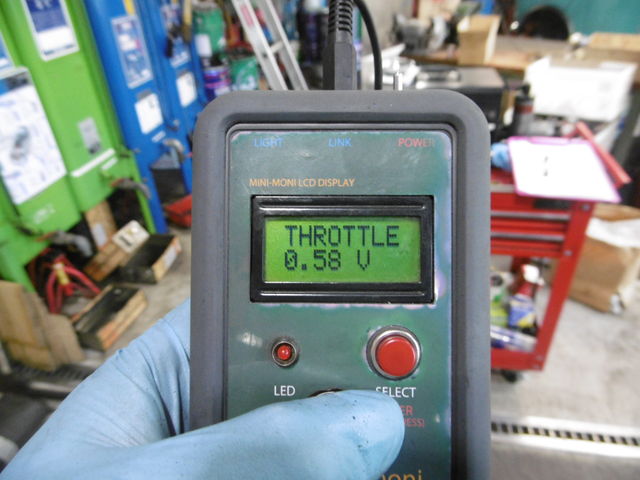 LIGHT LINK POWER
MINI-MONI LCD DISPLAY
THROTTLE
0.58 V
LED SELECT